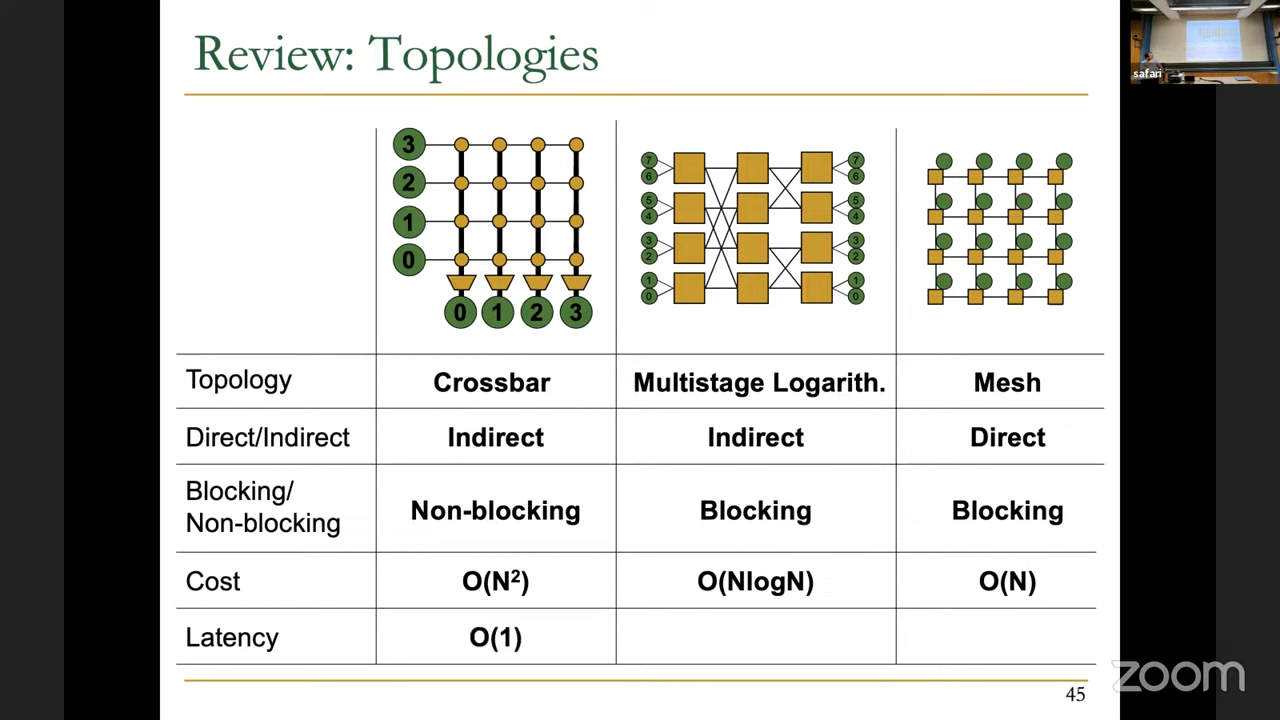 Review: Topologies
safari
3
2
1
0
0 1 2 3
7
6
5
4
3
2
1
0
7
6
5
4
3
2
1
0
Topology Crossbar Multistage Logarith. Mesh
Direct/Indirect Indirect Indirect Direct
Blocking/
Non-blocking Non-blocking Blocking Blocking
Cost O(N²) O(NlogN) O(N)
Latency O(1)
zoom
45